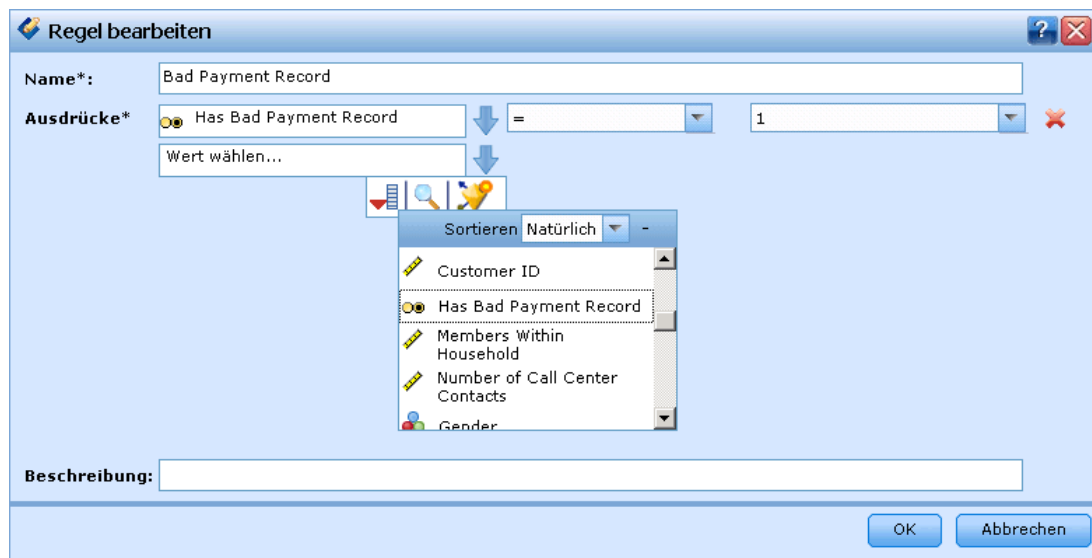 Regel bearbeiten
?
Name*:
Bad Payment Record
Ausdrücke*
Has Bad Payment Record
=
1
Wert wählen...
Sortieren Natürlich -
Customer ID
Has Bad Payment Record
Members Within
Household
Number of Call Center
Contacts
Gender
Beschreibung:
OK
Abbrechen